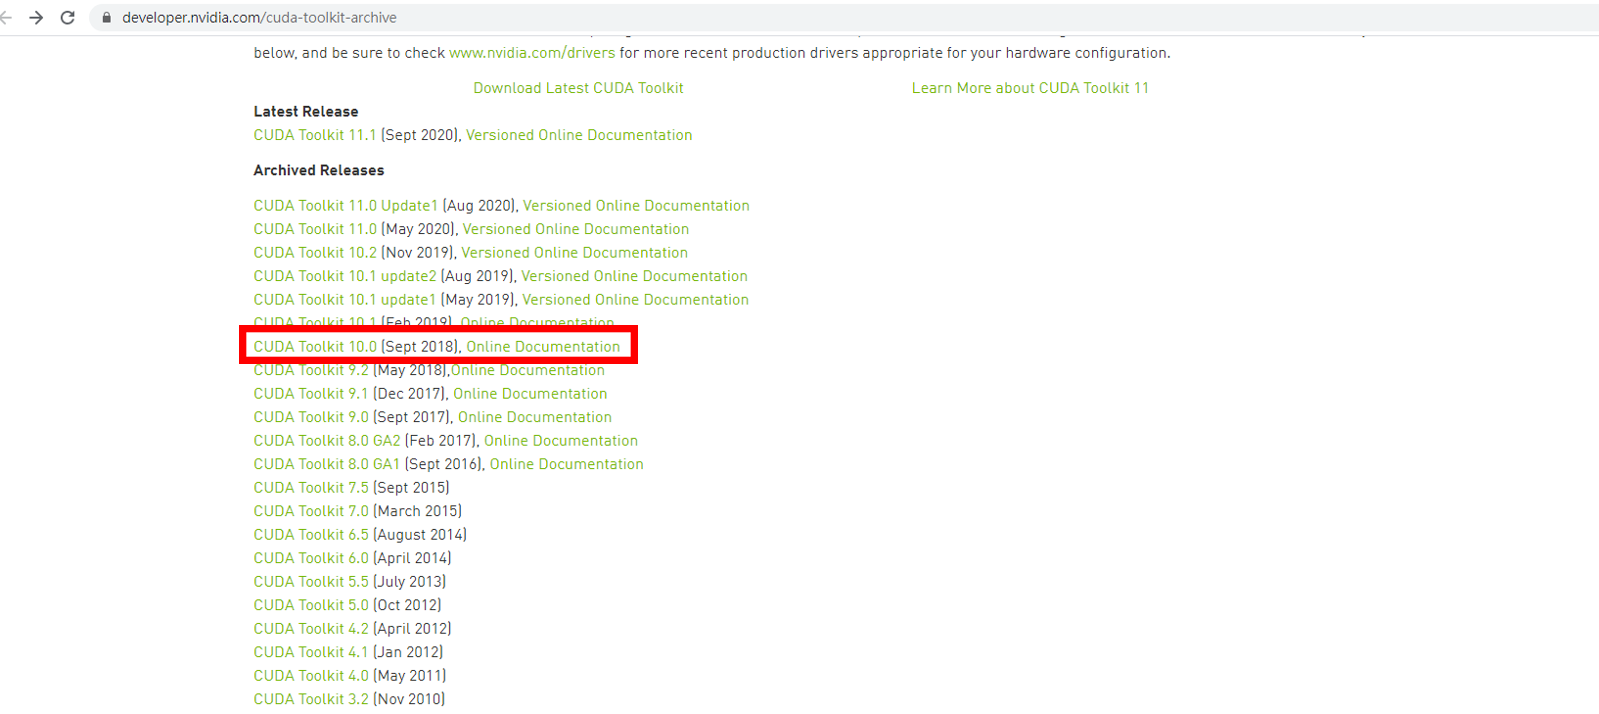 developer.nvidia.com/cuda-toolkit-archive
below, and be sure to check www.nvidia.com/drivers for more recent production drivers appropriate for your hardware configuration.
Download Latest CUDA Toolkit Learn More about CUDA Toolkit 11
Latest Release
CUDA Toolkit 11.1 (Sept 2020), Versioned Online Documentation
Archived Releases
CUDA Toolkit 11.0 Update1 (Aug 2020), Versioned Online Documentation
CUDA Toolkit 11.0 (May 2020), Versioned Online Documentation
CUDA Toolkit 10.2 (Nov 2019), Versioned Online Documentation
CUDA Toolkit 10.1 update2 (Aug 2019), Versioned Online Documentation
CUDA Toolkit 10.1 update1 (May 2019), Versioned Online Documentation
CUDA Toolkit 10.1 (Feb 2019), Online Documentation
CUDA Toolkit 10.0 (Sept 2018), Online Documentation
CUDA Toolkit 9.2 (May 2018),Online Documentation
CUDA Toolkit 9.1 (Dec 2017), Online Documentation
CUDA Toolkit 9.0 (Sept 2017), Online Documentation
CUDA Toolkit 8.0 GA2 (Feb 2017), Online Documentation
CUDA Toolkit 8.0 GA1 (Sept 2016), Online Documentation
CUDA Toolkit 7.5 (Sept 2015)
CUDA Toolkit 7.0 (March 2015)
CUDA Toolkit 6.5 (August 2014)
CUDA Toolkit 6.0 (April 2014)
CUDA Toolkit 5.5 (July 2013)
CUDA Toolkit 5.0 (Oct 2012)
CUDA Toolkit 4.2 (April 2012)
CUDA Toolkit 4.1 (Jan 2012)
CUDA Toolkit 4.0 (May 2011)
CUDA Toolkit 3.2 (Nov 2010)